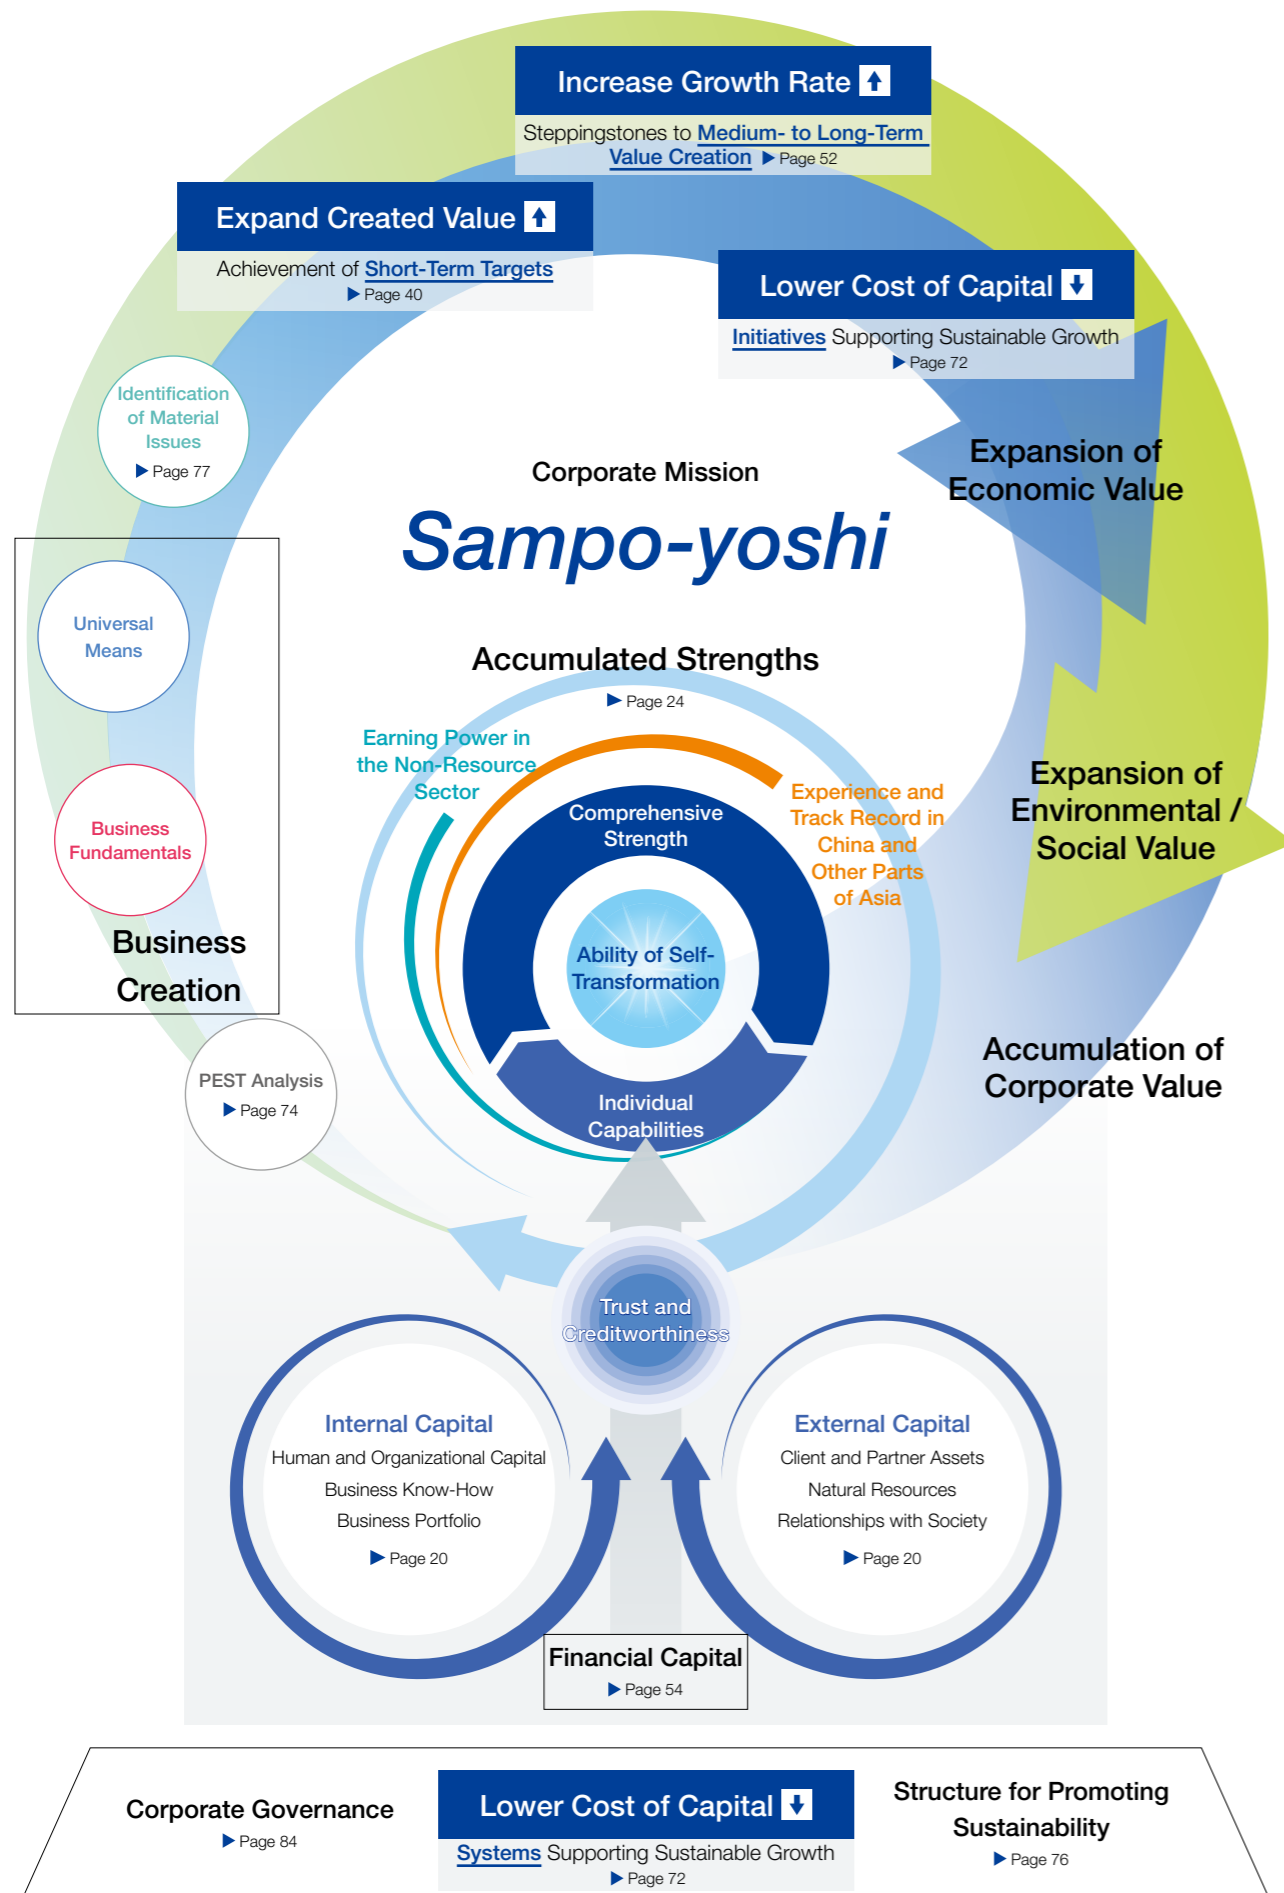 Increase Growth Rate
Steppingstones to Medium- to Long-Term
Value Creation ▶ Page 52
Expand Created Value
Achievement of Short-Term Targets
▶ Page 40
Lower Cost of Capital
Initiatives Supporting Sustainable Growth
▶ Page 72
Identification
of Material
Issues
▶ Page 77
Expansion of
Economic Value
Corporate Mission
Sampo-yoshi
Universal
Means
Business
Fundamentals
Business
Creation
PEST Analysis
▶ Page 74
Accumulated Strengths
▶ Page 24
Earning Power in
the Non-Resource
Sector
Experience and
Track Record in
China and
Other Parts
of Asia
Comprehensive
Strength
Ability of Self-
Transformation
Individual
Capabilities
Expansion of
Environmental /
Social Value
Accumulation of
Corporate Value
Trust and
Creditworthiness
Internal Capital
Human and Organizational Capital
Business Know-How
Business Portfolio
▶ Page 20
External Capital
Client and Partner Assets
Natural Resources
Relationships with Society
▶ Page 20
Financial Capital
▶ Page 54
Corporate Governance
▶ Page 84
Lower Cost of Capital
Systems Supporting Sustainable Growth
▶ Page 72
Structure for Promoting
Sustainability
▶ Page 76